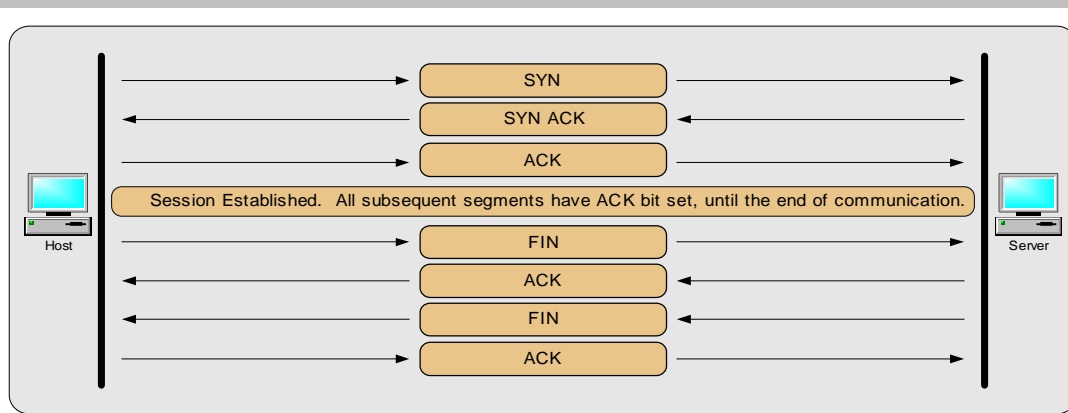 SYN
SYN ACK
ACK
Session Established. All subsequent segments have ACK bit set, until the end of communication.
Host
Server
FIN
ACK
FIN
ACK